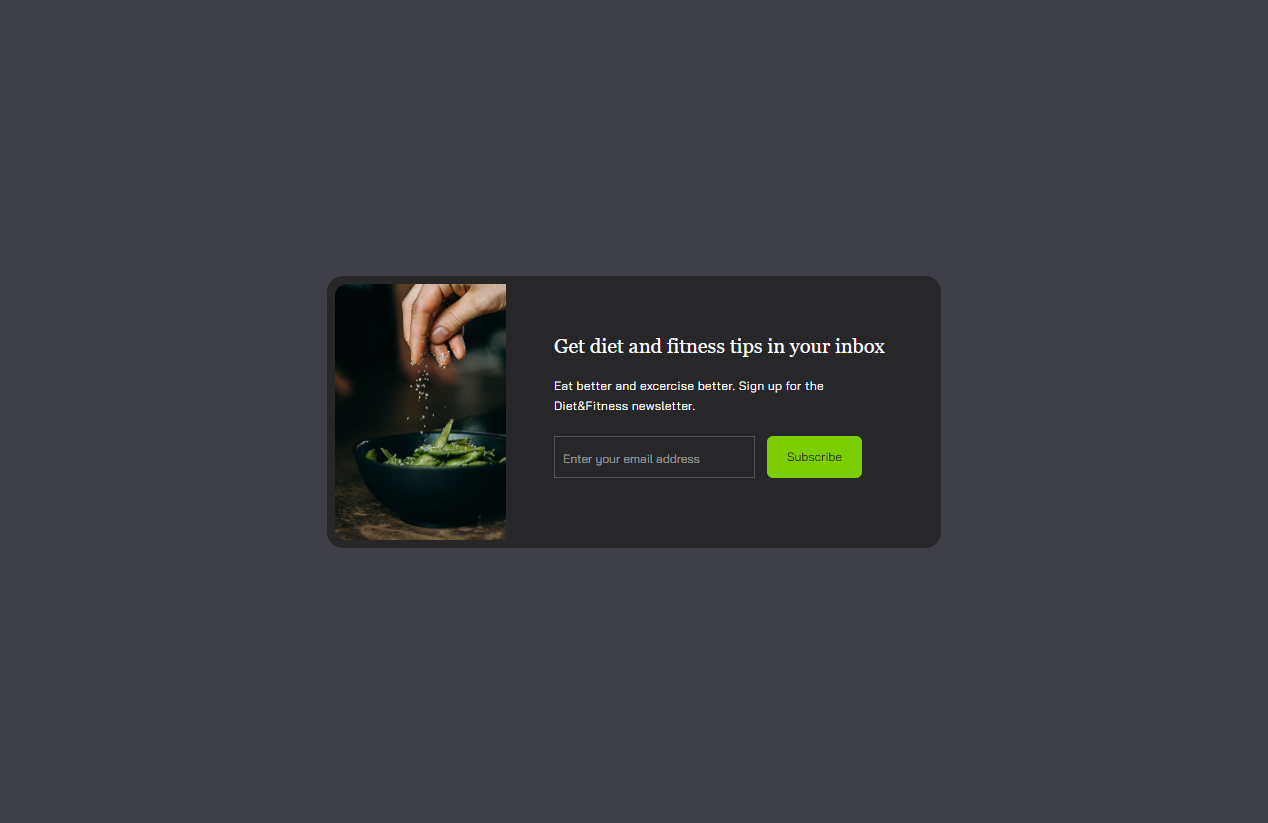 Get diet and fitness tips in your inbox
Eat better and excercise better. Sign up for the
Diet&Fitness newsletter.
Enter your email address
Subscribe